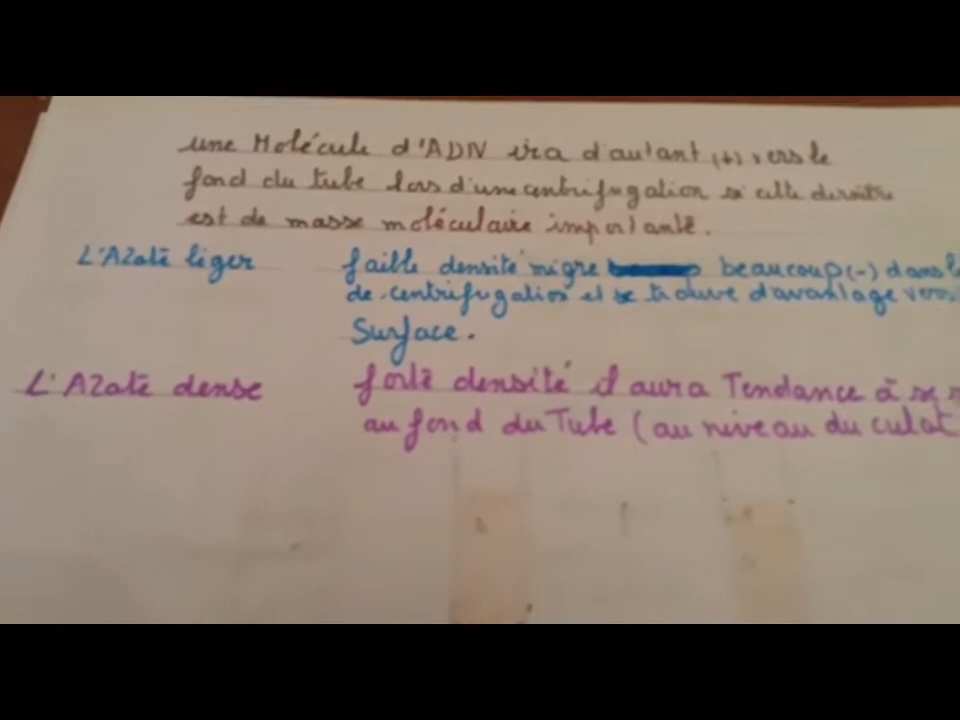 une Molécule d'ADN ira d'autant (+) vers le
fond du tube lors d'une centrifugation si cette dernière
est de masse moléculaire importante.
L'Azote léger faible densité migre beaucoup (-) dans
de centrifugation et se trouve d'avantage vers
Surface.
L'Azote dense forte densité il aura Tendance à se
au fond du Tube (au niveau du culot